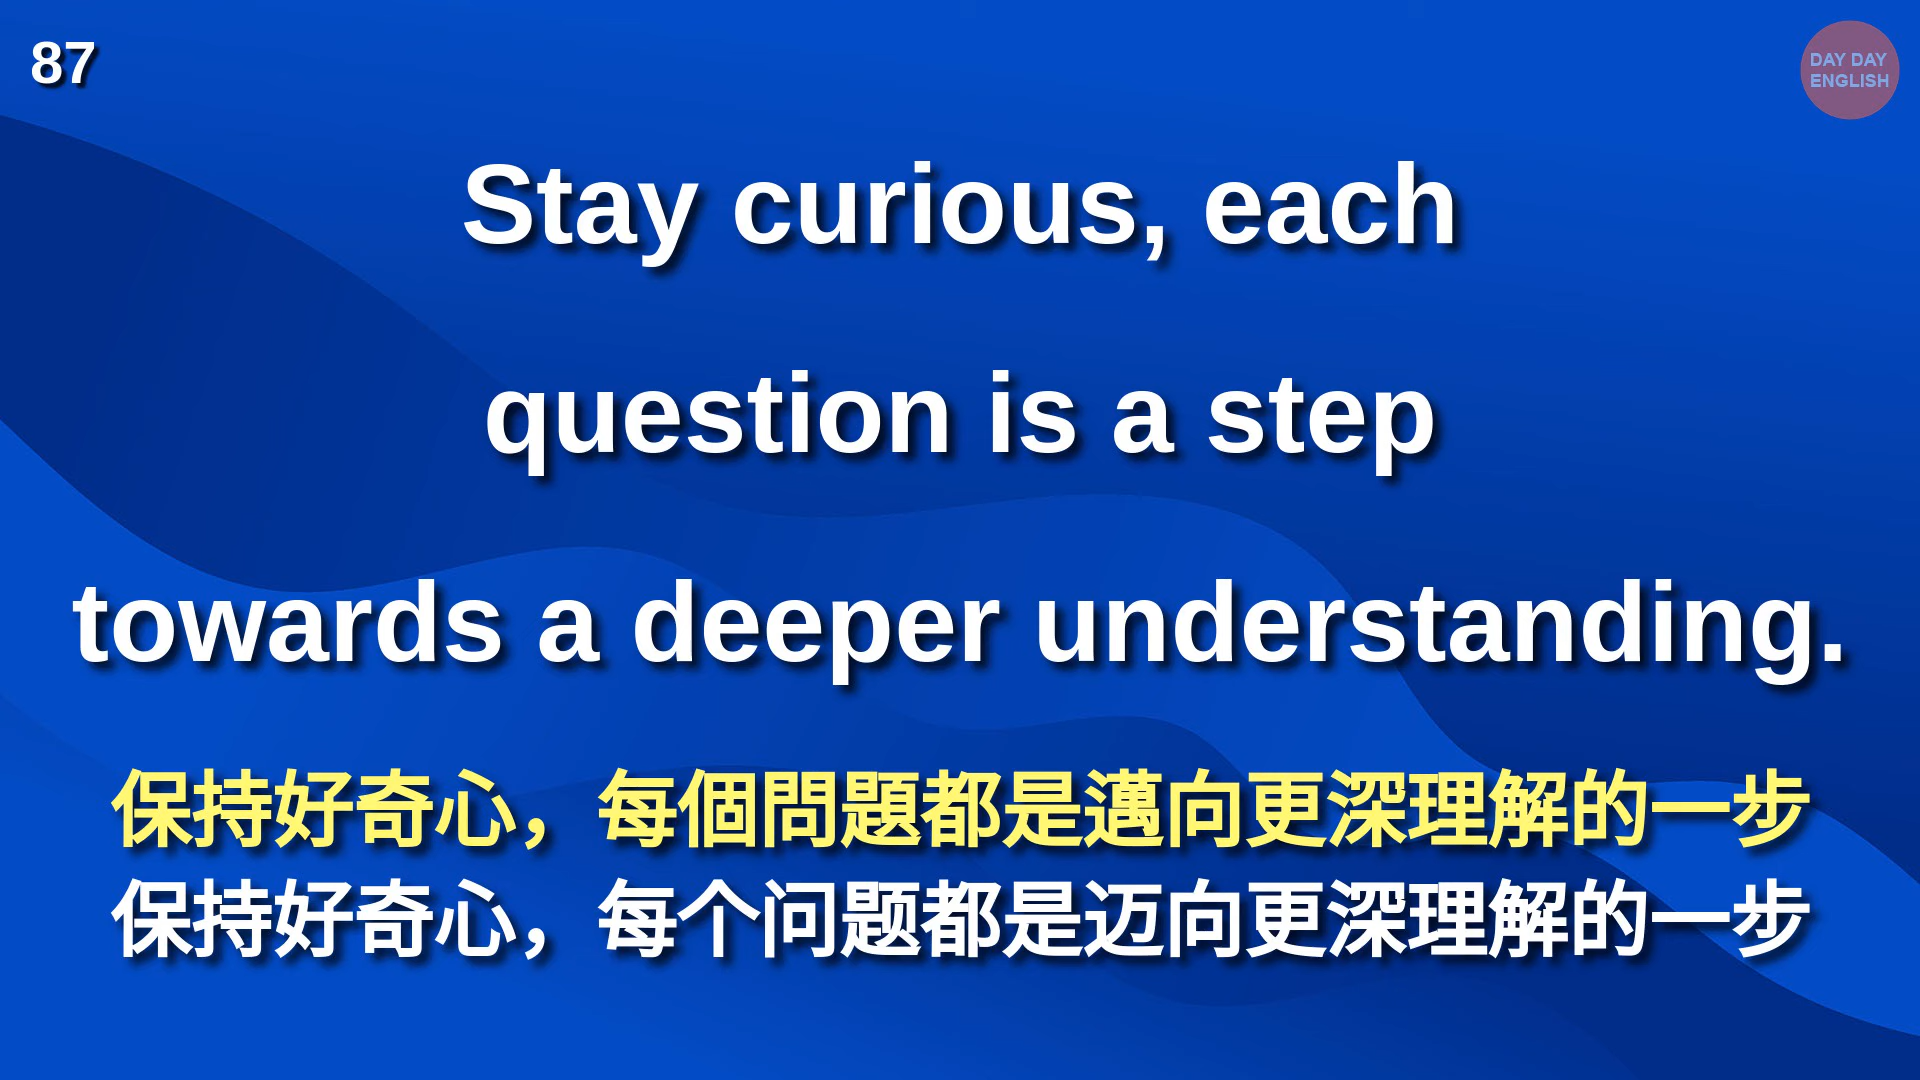 87
DAY DAY
ENGLISH
Stay curious, each
question is a step
towards a deeper understanding.
保持好奇心，每個問題都是邁向更深理解的一步
保持好奇心，每个问题都是迈向更深理解的一步